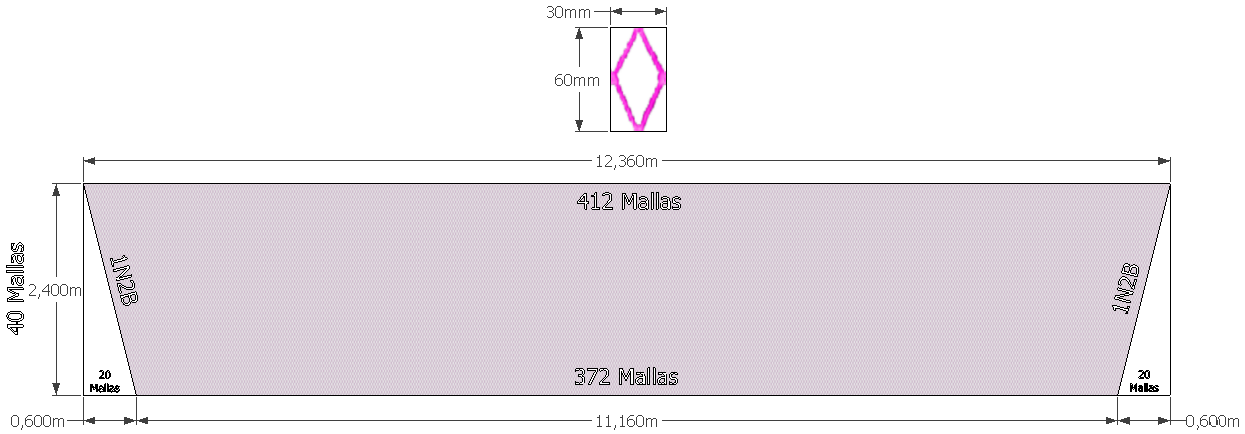 30mm
60mm
12,360m
412 Mallas
40 Mallas
2,400m
1N2B
1N2B
372 Mallas
20
Mallas
20
Mallas
0,600m
11,160m
0,600m